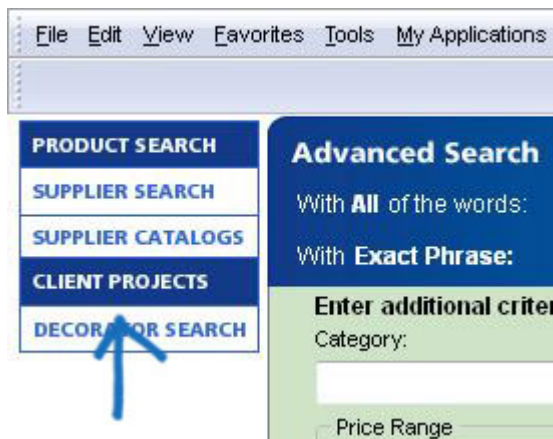 File Edit View Favorites Tools My Applications
PRODUCT SEARCH
SUPPLIER SEARCH
SUPPLIER CATALOGS
CLIENT PROJECTS
DECORATOR SEARCH
Advanced Search
With All of the words:
With Exact Phrase:
Enter additional criter
Category:
Price Range